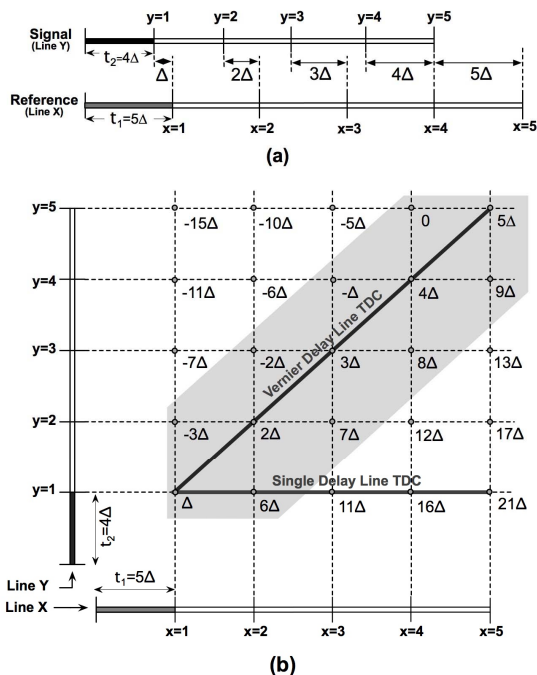 y=1 y=2 y=3 y=4 y=5
Signal
(Line Y)
t₂=4Δ
Δ 2Δ 3Δ 4Δ 5Δ
Reference
(Line X)
t₁=5Δ
x=1 x=2 x=3 x=4 x=5
(a)
y=5
-15Δ -10Δ -5Δ 0 5Δ
y=4
-11Δ -6Δ -Δ 4Δ 9Δ
Vernier Delay Line TDC
y=3
-7Δ -2Δ 3Δ 8Δ 13Δ
y=2
-3Δ 2Δ 7Δ 12Δ 17Δ
Single Delay Line TDC
y=1
Δ 6Δ 11Δ 16Δ 21Δ
t₂=4Δ
t₁=5Δ
Line Y
Line X
x=1 x=2 x=3 x=4 x=5
(b)